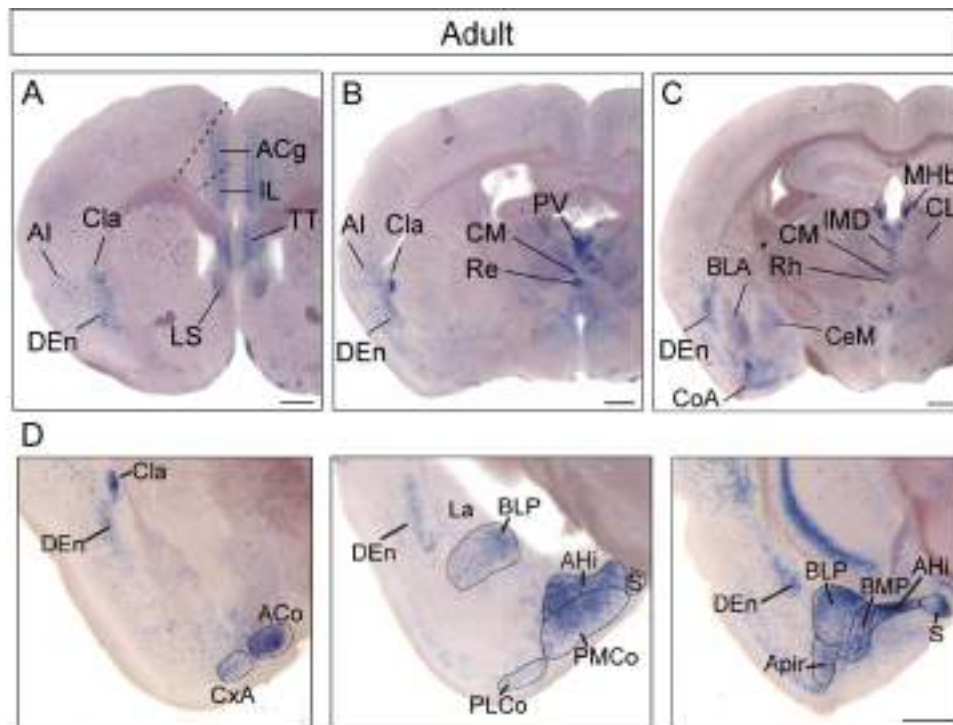 Adult
A
ACg
IL
TT
Cla
AI
DEn
LS
B
PV
AI
Cla
CM
Re
DEn
C
MHb
IMD
CL
CM
BLA
Rh
DEn
CeM
CoA
D
Cla
DEn
ACo
CxA
La
BLP
DEn
AHi
S
PMCo
PLCo
BLP
AHi
DEn
BMP
S
Apir